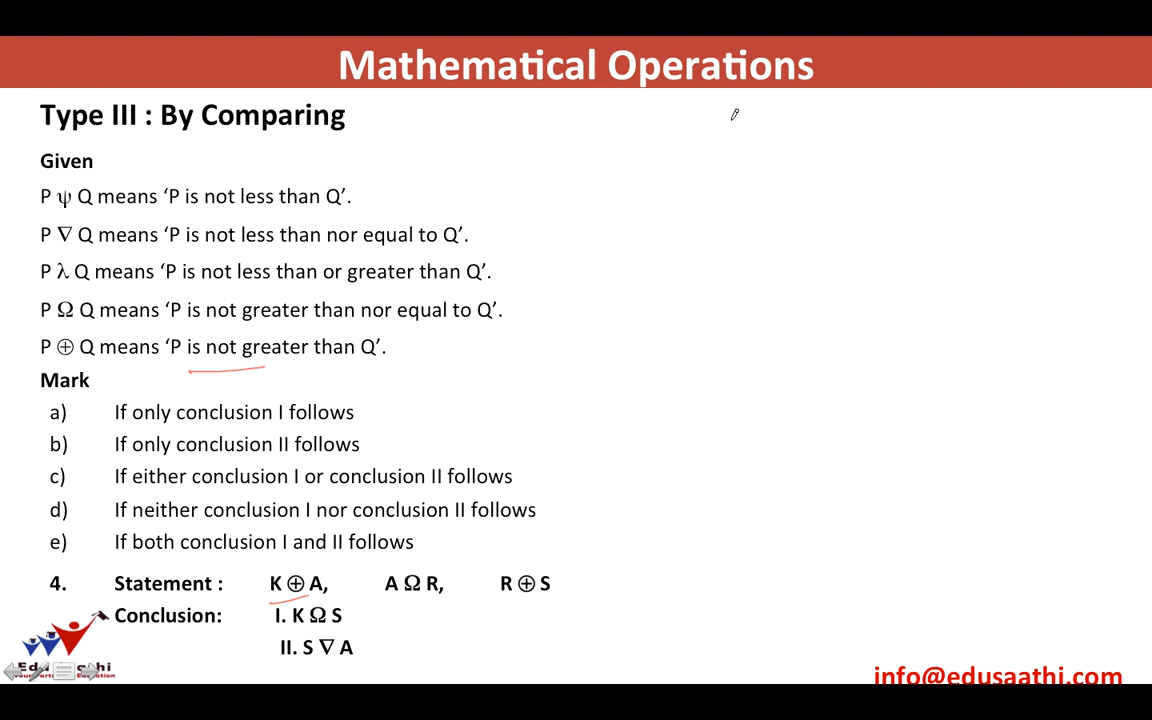 Mathematical Operations
Type III : By Comparing
Given
P ψ Q means ‘P is not less than Q’.
P ∇ Q means ‘P is not less than nor equal to Q’.
P λ Q means ‘P is not less than or greater than Q’.
P Ω Q means ‘P is not greater than nor equal to Q’.
P ⊕ Q means ‘P is not greater than Q’.
Mark
a) If only conclusion I follows
b) If only conclusion II follows
c) If either conclusion I or conclusion II follows
d) If neither conclusion I nor conclusion II follows
e) If both conclusion I and II follows
4. Statement : K ⊕ A, A Ω R, R ⊕ S
Conclusion: I. K Ω S
II. S ∇ A
info@edusaathi.com